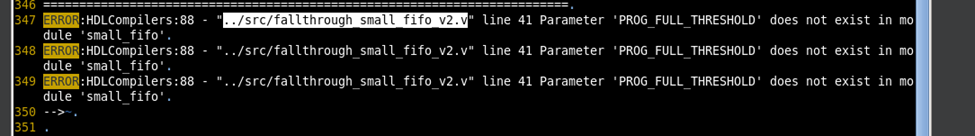 346 ======================================================================.
347 ERROR:HDLCompilers:88 - "../src/fallthrough_small_fifo_v2.v" line 41 Parameter 'PROG_FULL_THRESHOLD' does not exist in mo
dule 'small_fifo'.
348 ERROR:HDLCompilers:88 - "../src/fallthrough_small_fifo_v2.v" line 41 Parameter 'PROG_FULL_THRESHOLD' does not exist in mo
dule 'small_fifo'.
349 ERROR:HDLCompilers:88 - "../src/fallthrough_small_fifo_v2.v" line 41 Parameter 'PROG_FULL_THRESHOLD' does not exist in mo
dule 'small_fifo'.
350 -->~.
351 .